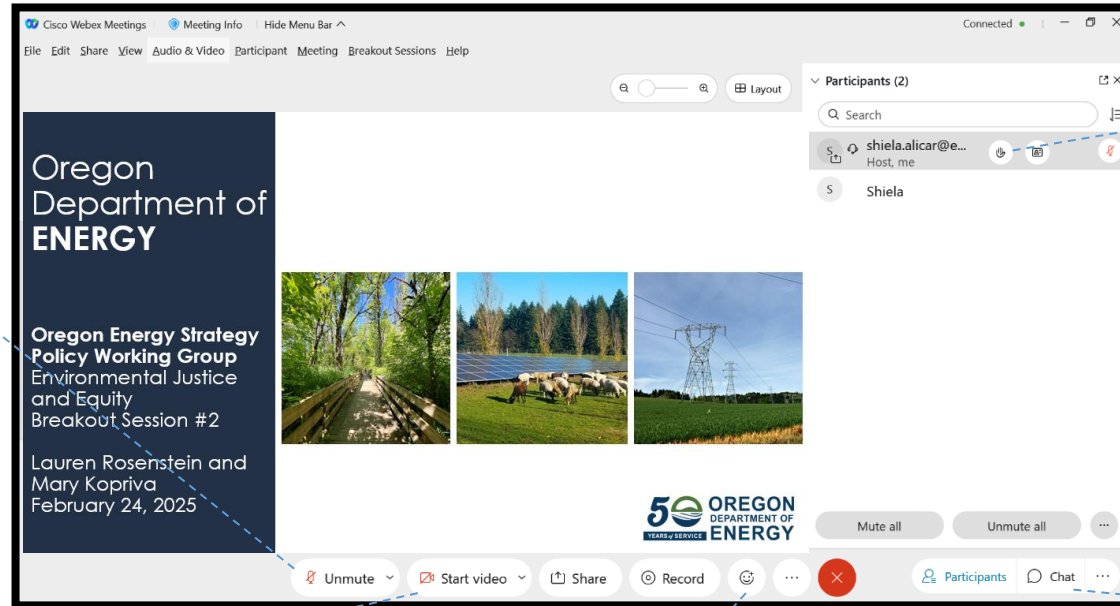 Cisco Webex Meetings Meeting Info Hide Menu Bar Connected
File Edit Share View Audio & Video Participant Meeting Breakout Sessions Help
Layout
Participants (2)
Search
S shiela.alicar@e...
Host, me
S Shiela
Oregon
Department of
ENERGY
Oregon Energy Strategy
Policy Working Group
Environmental Justice
and Equity
Breakout Session #2
Lauren Rosenstein and
Mary Kopriva
February 24, 2025
50 OREGON
DEPARTMENT OF
YEARS of SERVICE ENERGY
Mute all Unmute all ...
Unmute Start video Share Record ... Participants Chat ...